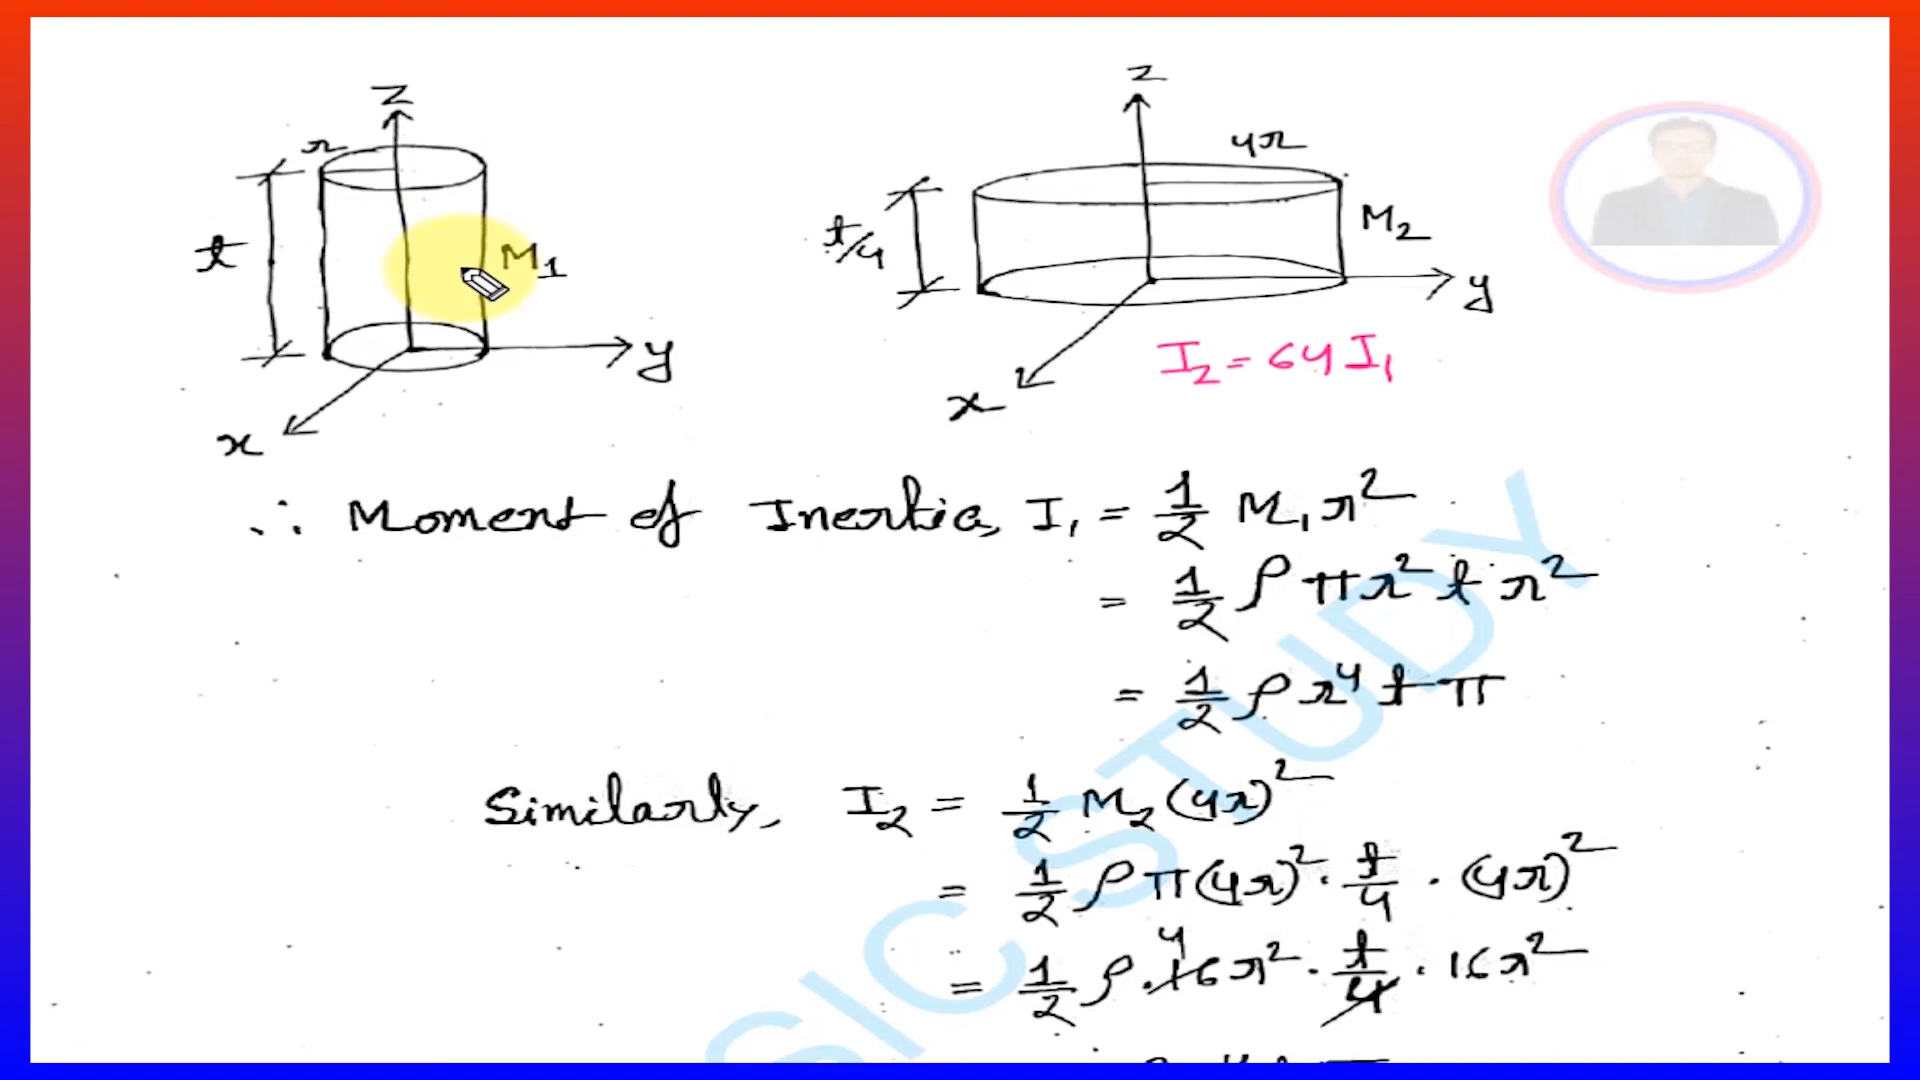 z
r
t
M₁
y
x
z
4r
t/4
M₂
y
x
I₂ = 64 I₁
∴ Moment of Inertia, I₁ = 1/2 M₁r²
= 1/2 ρ πr² t r²
= 1/2 ρ r⁴ t π
Similarly, I₂ = 1/2 M₂ (4r)²
= 1/2 ρ π(4r)² · t/4 · (4r)²
4
= 1/2 ρ · 16r² · t/4 · 16r²
SIC STUDY